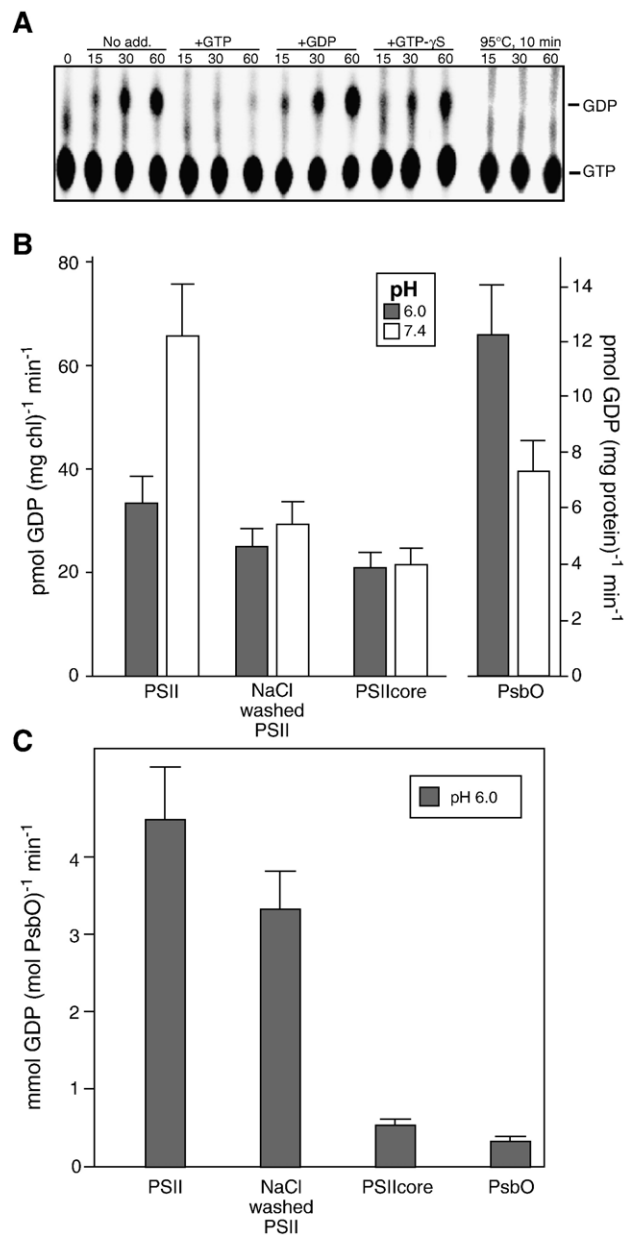 A
No add. +GTP +GDP +GTP-γS 95°C, 10 min
0 15 30 60 15 30 60 15 30 60 15 30 60 15 30 60
GDP
GTP
B
80
60
40
20
0
pmol GDP (mg chl)-1 min-1
pH
6.0
7.4
14
12
10
8
6
4
2
0
pmol GDP (mg protein)-1 min-1
PSII
NaCl
washed
PSII
PSIIcore
PsbO
C
pH 6.0
4
3
2
1
0
mmol GDP (mol PsbO)-1 min-1
PSII
NaCl
washed
PSII
PSIIcore
PsbO